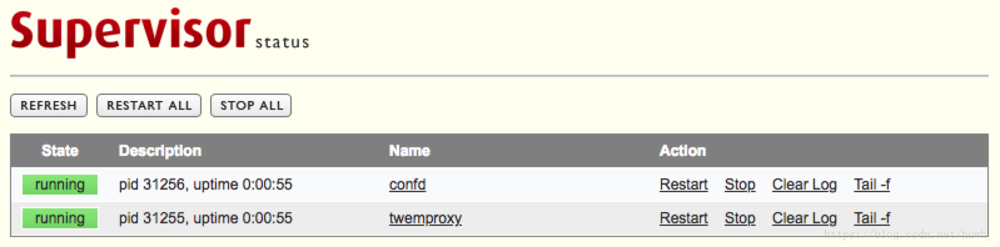 Supervisor status
REFRESH RESTART ALL STOP ALL
State Description Name Action
running pid 31256, uptime 0:00:55 confd Restart Stop Clear Log Tail -f
running pid 31255, uptime 0:00:55 twemproxy Restart Stop Clear Log Tail -f
https://blog.csdn.net/huwh_